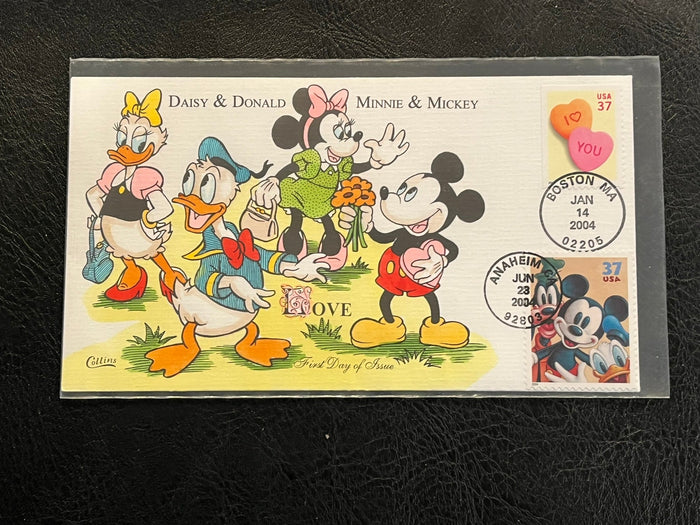 DAISY & DONALD MINNIE & MICKEY
USA
37
I
YOU
BOSTON MA
JAN
14
2004
02205
ANAHEIM CA
JUN
23
2004
92803
37
USA
LOVE
Collins
First Day of Issue